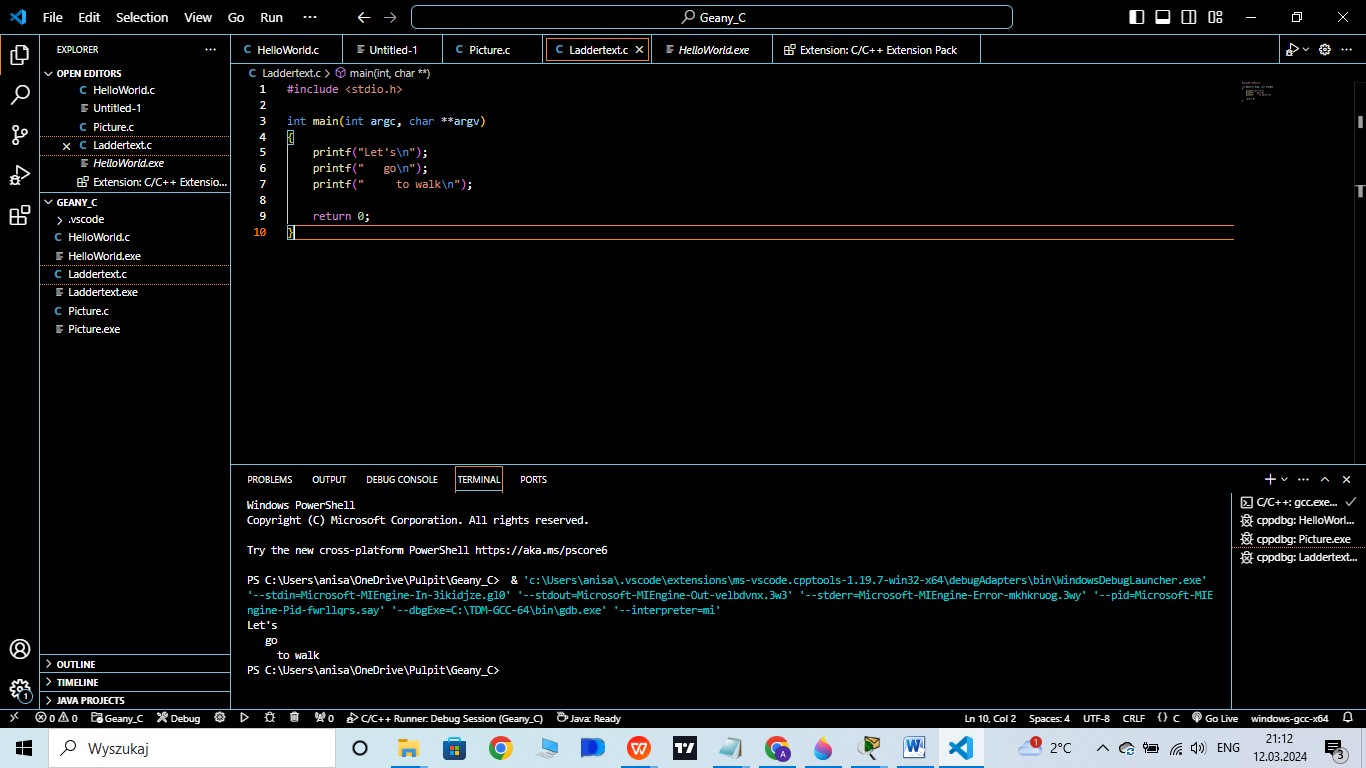 File Edit Selection View Go Run ··· Geany_C
EXPLORER ···
OPEN EDITORS
C HelloWorld.c
Untitled-1
C Picture.c
C Laddertext.c
HelloWorld.exe
Extension: C/C++ Extensio...
GEANY_C
.vscode
C HelloWorld.c
HelloWorld.exe
C Laddertext.c
Laddertext.exe
C Picture.c
Picture.exe
OUTLINE
TIMELINE
JAVA PROJECTS
C HelloWorld.c Untitled-1 C Picture.c C Laddertext.c HelloWorld.exe Extension: C/C++ Extension Pack
C Laddertext.c > main(int, char **)
1 #include <stdio.h>
2
3 int main(int argc, char **argv)
4 {
5 printf("Let's\n");
6 printf("   go\n");
7 printf("     to walk\n");
8
9 return 0;
10 }
PROBLEMS OUTPUT DEBUG CONSOLE TERMINAL PORTS
Windows PowerShell
Copyright (C) Microsoft Corporation. All rights reserved.
Try the new cross-platform PowerShell https://aka.ms/pscore6
PS C:\Users\anisa\OneDrive\Pulpit\Geany_C>  & 'c:\Users\anisa\.vscode\extensions\ms-vscode.cpptools-1.19.7-win32-x64\debugAdapters\bin\WindowsDebugLauncher.exe'
'--stdin=Microsoft-MIEngine-In-3ikidjze.gl0' '--stdout=Microsoft-MIEngine-Out-velbdvnx.3w3' '--stderr=Microsoft-MIEngine-Error-mkhkruog.3wy' '--pid=Microsoft-MIE
ngine-Pid-fwrllqrs.say' '--dbgExe=C:\TDM-GCC-64\bin\gdb.exe' '--interpreter=mi'
Let's
   go
     to walk
PS C:\Users\anisa\OneDrive\Pulpit\Geany_C>
C/C++: gcc.exe...
cppdbg: HelloWorl...
cppdbg: Picture.exe
cppdbg: Laddertext...
1
0 0 Geany_C Debug 0 C/C++ Runner: Debug Session (Geany_C) Java: Ready Ln 10, Col 2 Spaces: 4 UTF-8 CRLF {} C Go Live windows-gcc-x64
Wyszukaj W A W 1 2°C ENG 21:12
12.03.2024 3